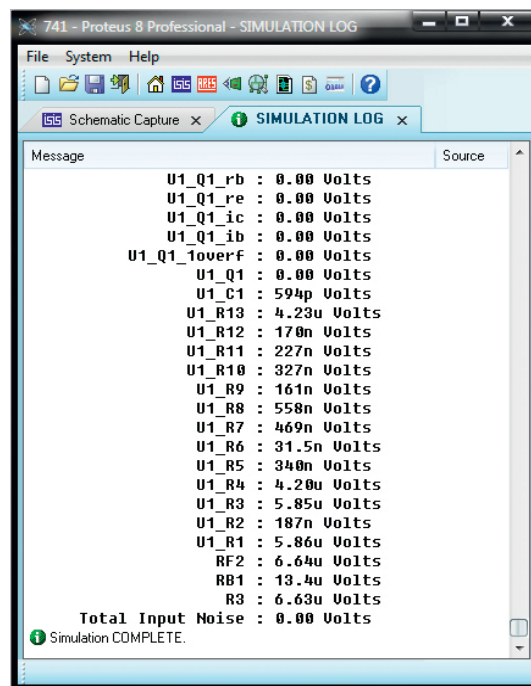 741 - Proteus 8 Professional - SIMULATION LOG
File System Help
Schematic Capture SIMULATION LOG
Message Source
U1_Q1_rb : 0.00 Volts
U1_Q1_re : 0.00 Volts
U1_Q1_ic : 0.00 Volts
U1_Q1_ib : 0.00 Volts
U1_Q1_1overf : 0.00 Volts
U1_Q1 : 0.00 Volts
U1_C1 : 594p Volts
U1_R13 : 4.23u Volts
U1_R12 : 170n Volts
U1_R11 : 227n Volts
U1_R10 : 327n Volts
U1_R9 : 161n Volts
U1_R8 : 558n Volts
U1_R7 : 469n Volts
U1_R6 : 31.5n Volts
U1_R5 : 340n Volts
U1_R4 : 4.20u Volts
U1_R3 : 5.85u Volts
U1_R2 : 187n Volts
U1_R1 : 5.86u Volts
RF2 : 6.64u Volts
RB1 : 13.4u Volts
R3 : 6.63u Volts
Total Input Noise : 0.00 Volts
Simulation COMPLETE.